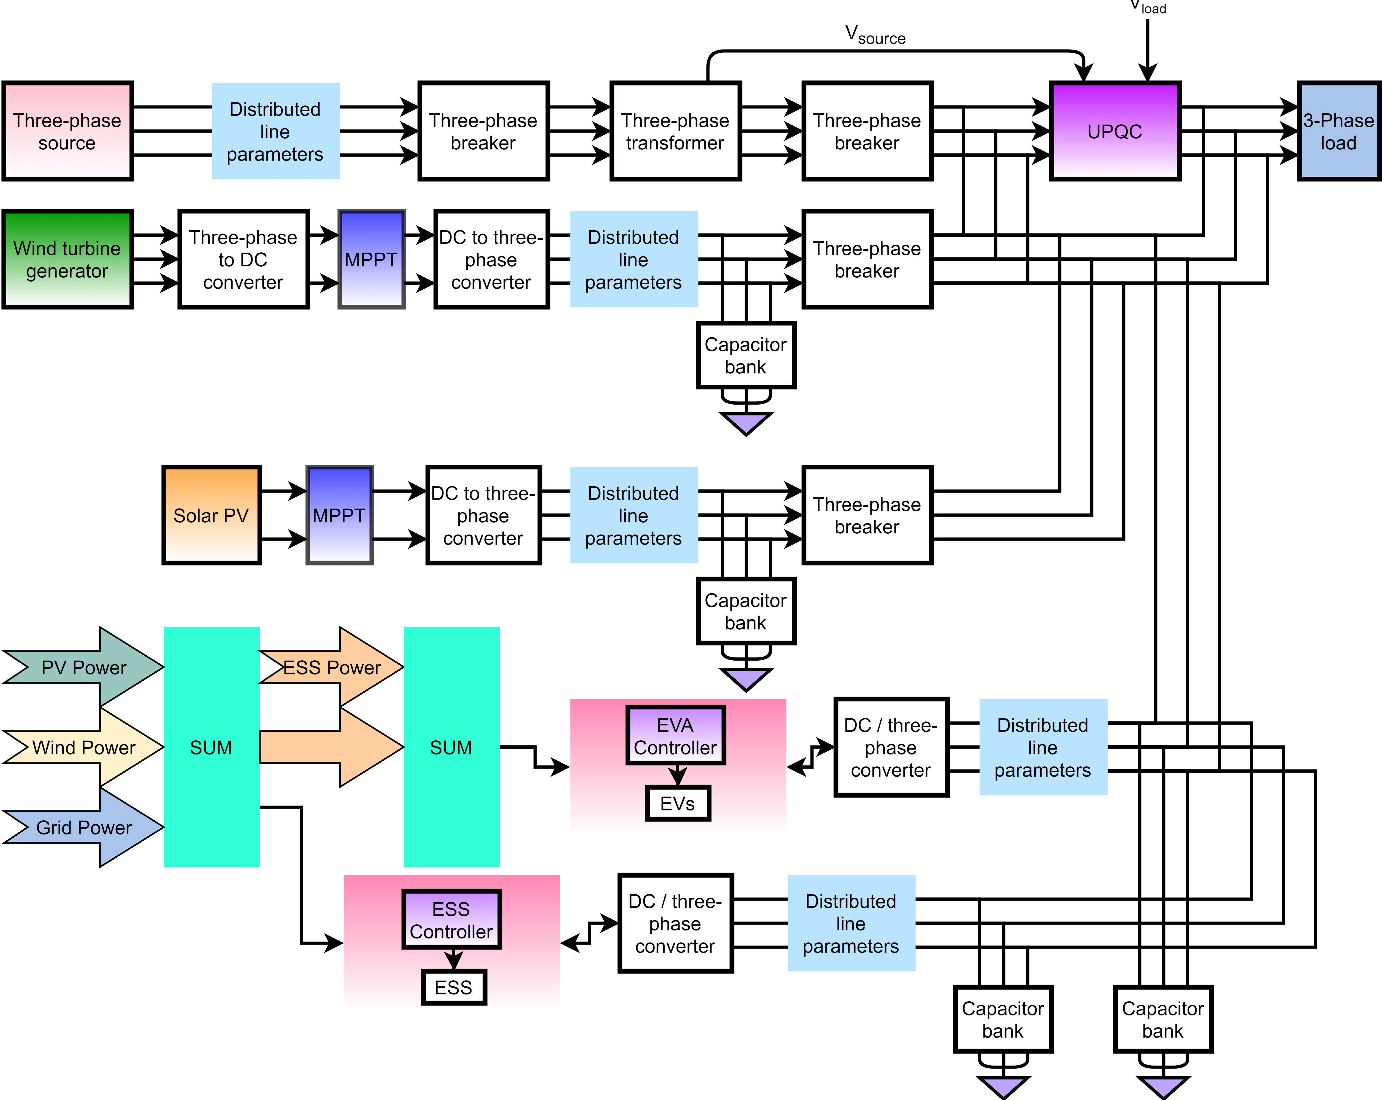 Vload
Vsource
Three-phase
source
Distributed
line
parameters
Three-phase
breaker
Three-phase
transformer
Three-phase
breaker
UPQC
3-Phase
load
Wind turbine
generator
Three-phase
to DC
converter
MPPT
DC to three-
phase
converter
Distributed
line
parameters
Three-phase
breaker
Capacitor
bank
Solar PV
MPPT
DC to three-
phase
converter
Distributed
line
parameters
Three-phase
breaker
Capacitor
bank
PV Power
Wind Power
Grid Power
SUM
ESS Power
SUM
EVA
Controller
EVs
DC / three-
phase
converter
Distributed
line
parameters
ESS
Controller
ESS
DC / three-
phase
converter
Distributed
line
parameters
Capacitor
bank
Capacitor
bank